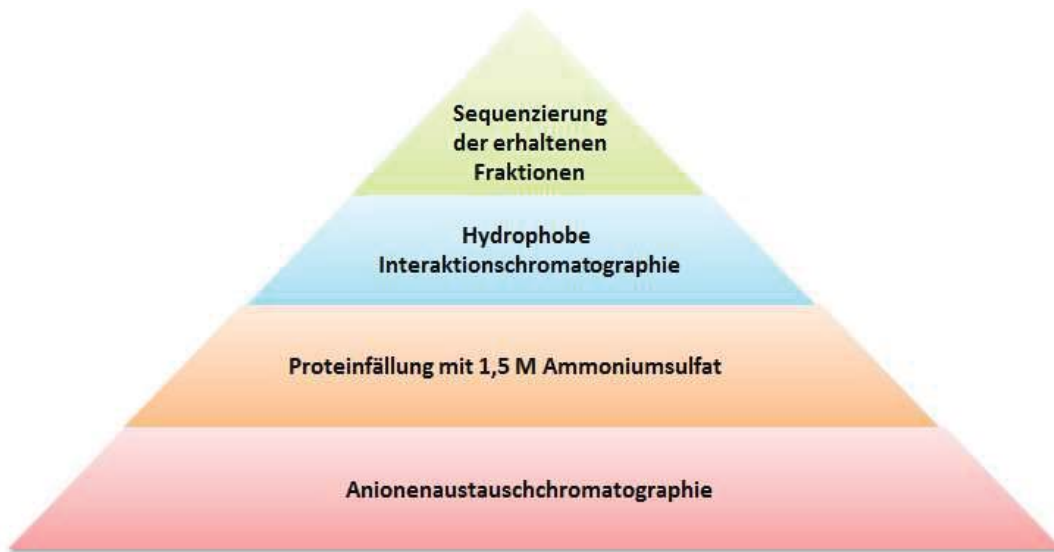 Sequenzierung
der erhaltenen
Fraktionen
Hydrophobe
Interaktionschromatographie
Proteinfällung mit 1,5 M Ammoniumsulfat
Anionenaustauschchromatographie